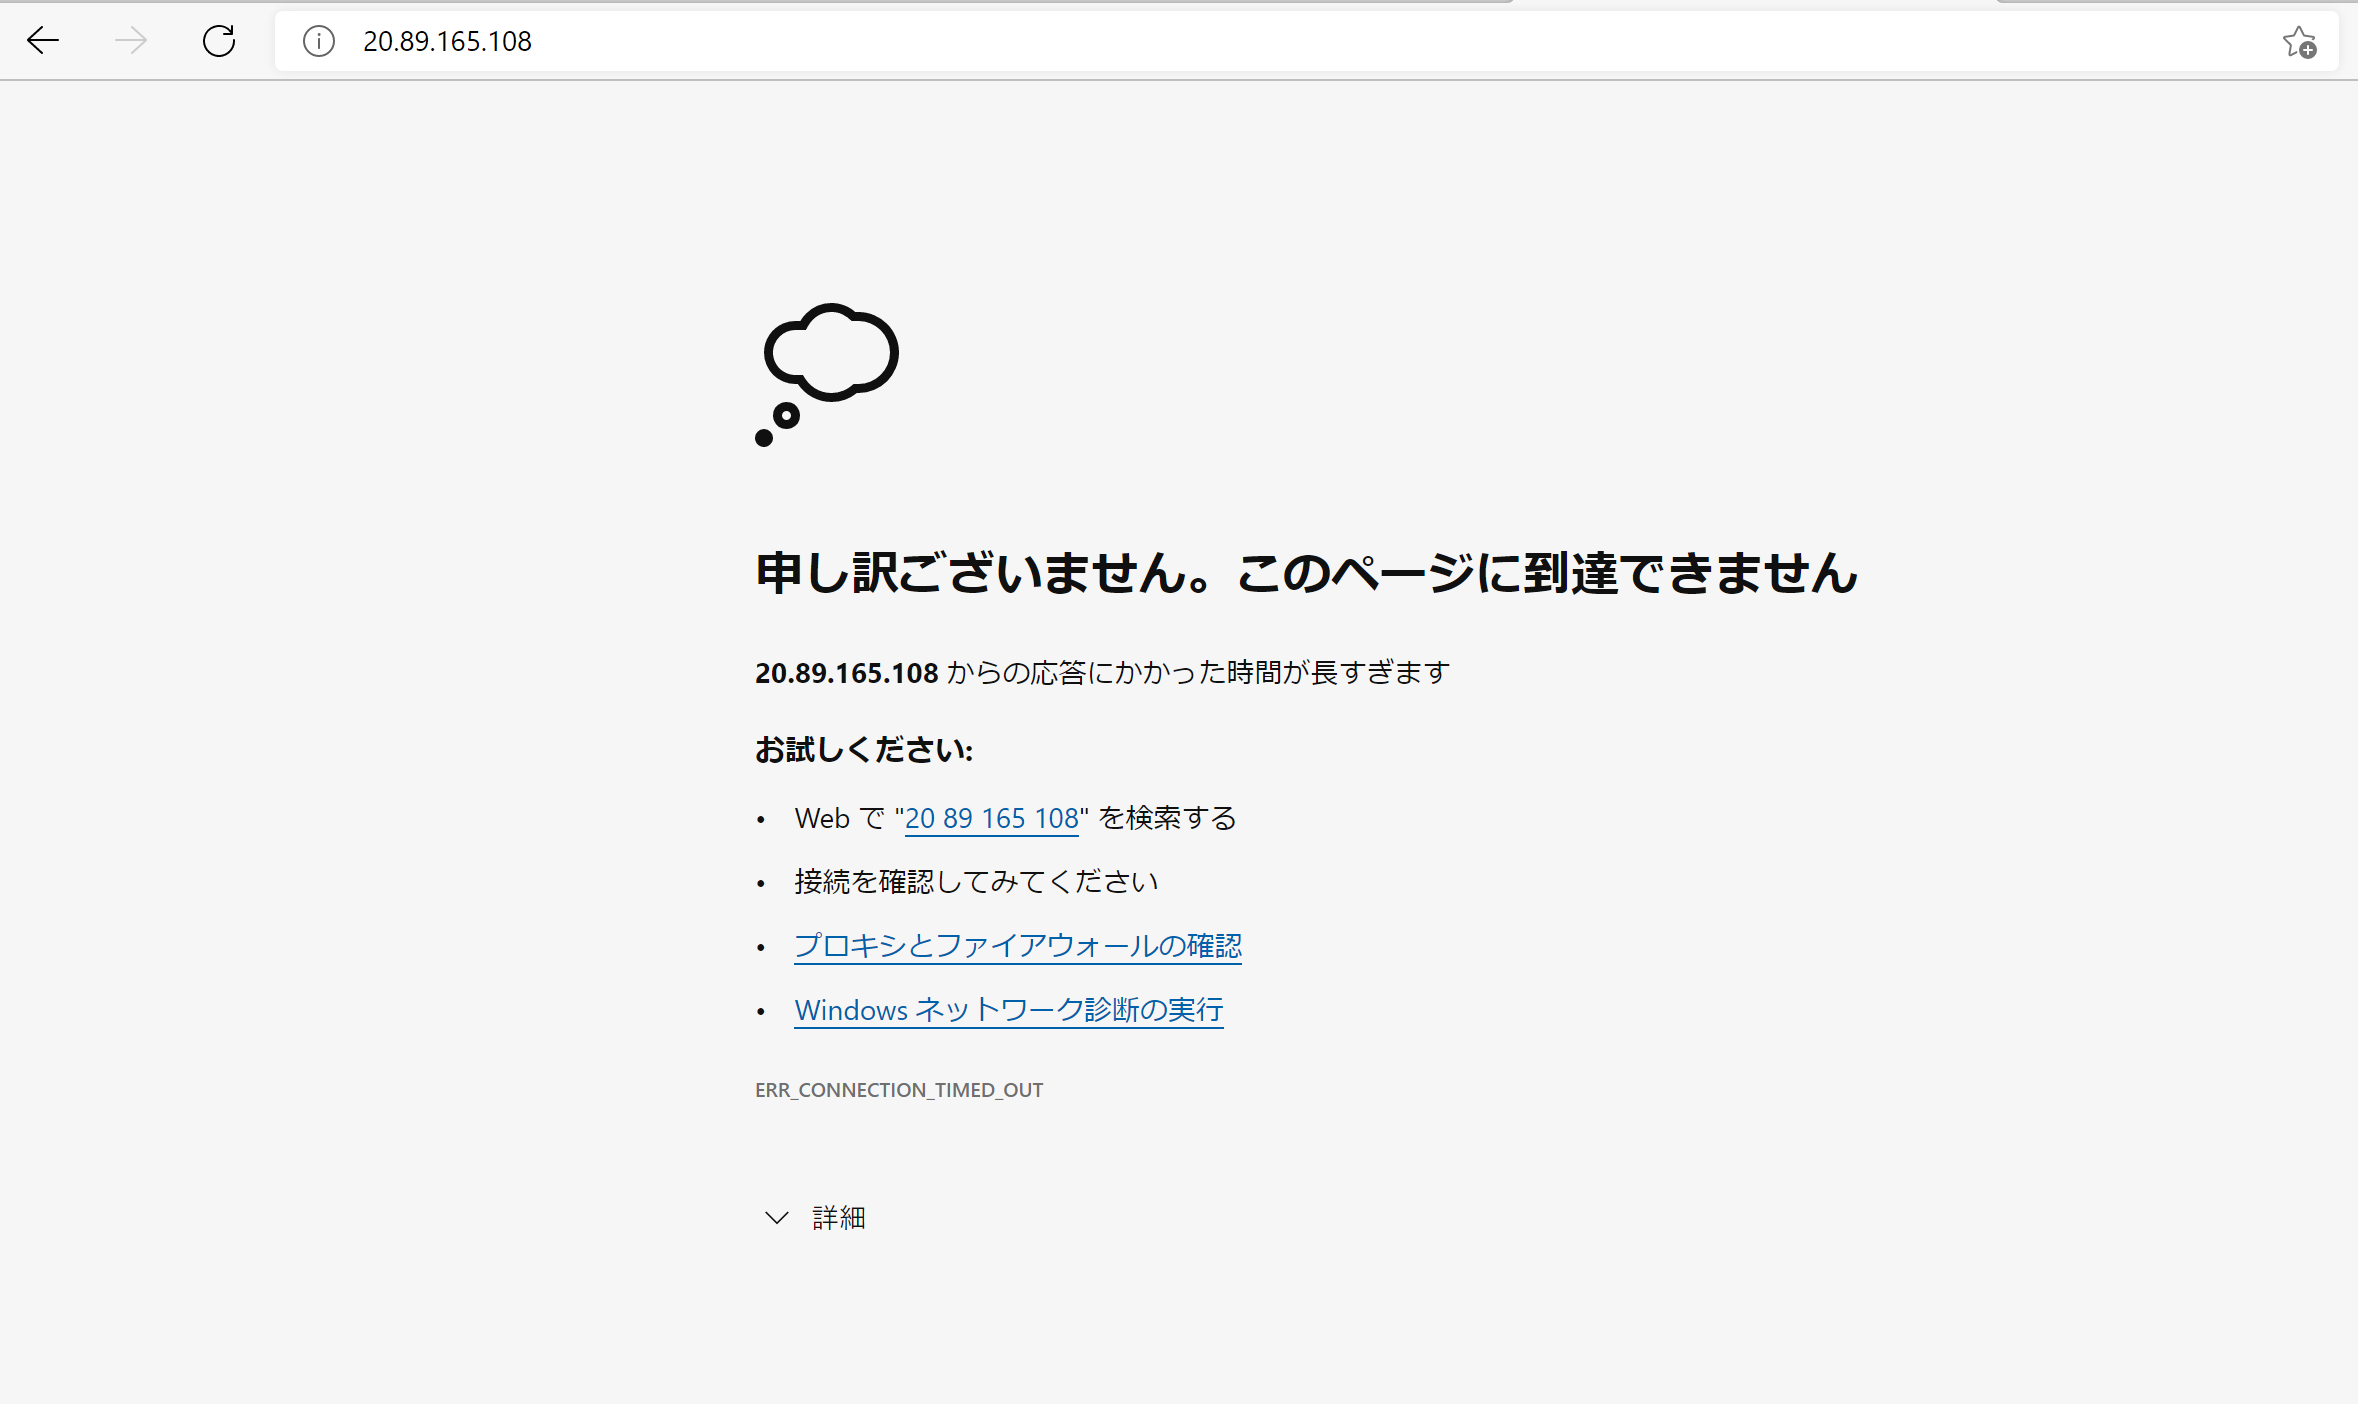 20.89.165.108
申し訳ございません。このページに到達できません
20.89.165.108 からの応答にかかった時間が長すぎます
お試しください:
• Web で "20 89 165 108" を検索する
• 接続を確認してみてください
• プロキシとファイアウォールの確認
• Windows ネットワーク診断の実行
ERR_CONNECTION_TIMED_OUT
詳細